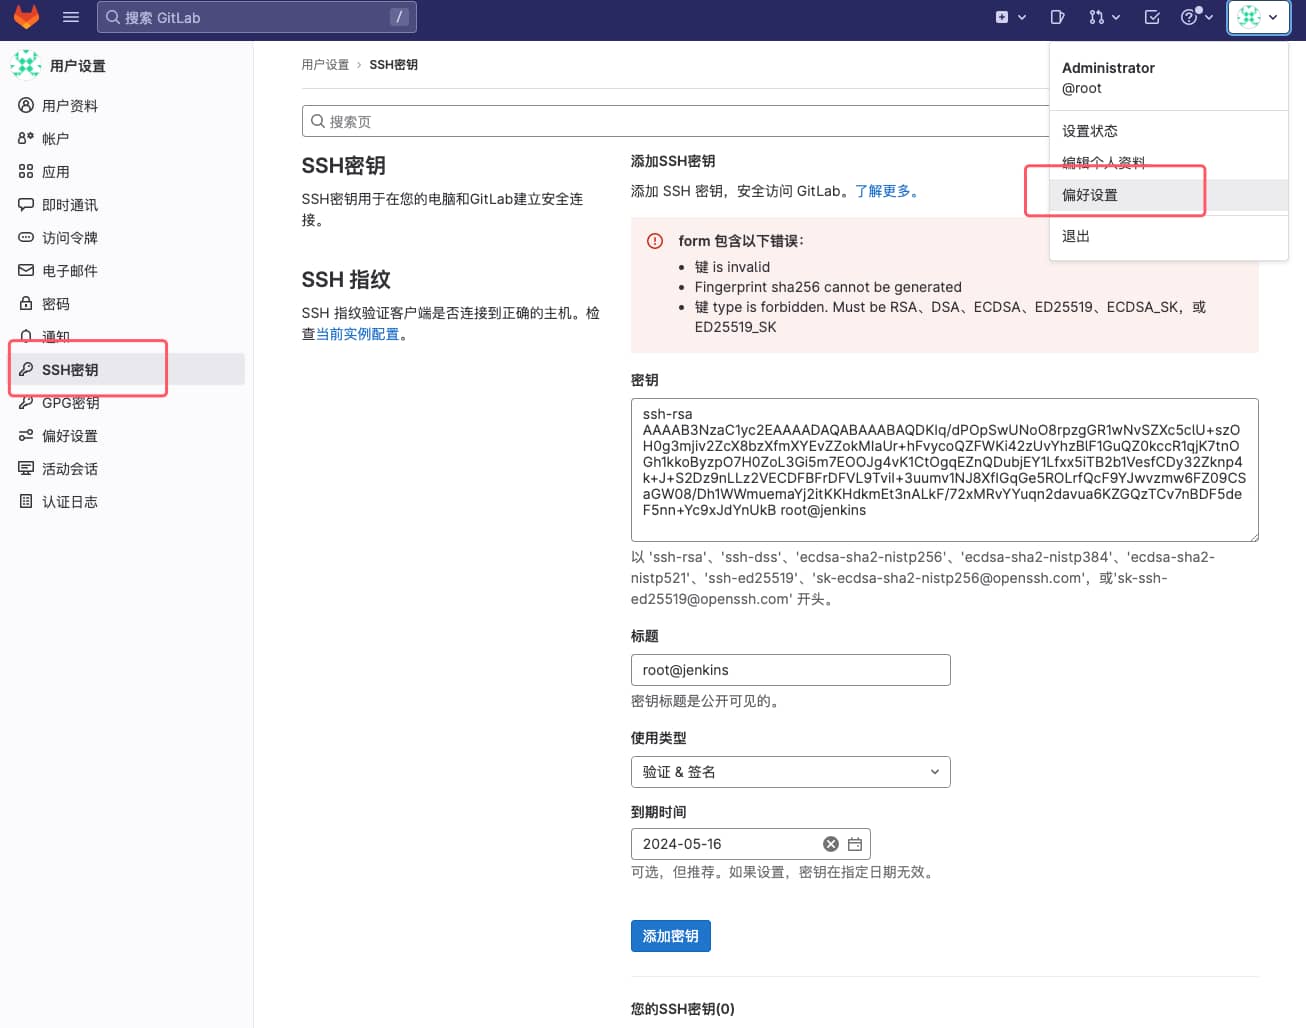 搜索 GitLab
/
用户设置
用户资料
帐户
应用
即时通讯
访问令牌
电子邮件
密码
通知
SSH密钥
GPG密钥
偏好设置
活动会话
认证日志
用户设置 › SSH密钥
搜索页
SSH密钥
SSH密钥用于在您的电脑和GitLab建立安全连
接。
SSH 指纹
SSH 指纹验证客户端是否连接到正确的主机。检
查当前实例配置。
添加SSH密钥
添加 SSH 密钥，安全访问 GitLab。了解更多。
form 包含以下错误：
• 键 is invalid
• Fingerprint sha256 cannot be generated
• 键 type is forbidden. Must be RSA、DSA、ECDSA、ED25519、ECDSA_SK，或
ED25519_SK
密钥
ssh-rsa
AAAAB3NzaC1yc2EAAAADAQABAAABAQDKIq/dPOpSwUNoO8rpzgGR1wNvSZXc5clU+szO
H0g3mjiv2ZcX8bzXfmXYEvZZokMIaUr+hFvycoQZFWKi42zUvYhzBlF1GuQZ0kccR1qjK7tnO
Gh1kkoByzpO7H0ZoL3Gi5m7EOOJg4vK1CtOgqEZnQDubjEY1Lfxx5iTB2b1VesfCDy32Zknp4
k+J+S2Dz9nLLz2VECDFBFrDFVL9TviI+3uumv1NJ8XfIGqGe5ROLrfQcF9YJwvzmw6FZ09CS
aGW08/Dh1WWmuemaYj2itKKHdkmEt3nALkF/72xMRvYYuqn2davua6KZGQzTCv7nBDF5de
F5nn+Yc9xJdYnUkB root@jenkins
以 'ssh-rsa'、'ssh-dss'、'ecdsa-sha2-nistp256'、'ecdsa-sha2-nistp384'、'ecdsa-sha2-
nistp521'、'ssh-ed25519'、'sk-ecdsa-sha2-nistp256@openssh.com'，或'sk-ssh-
ed25519@openssh.com' 开头。
标题
root@jenkins
密钥标题是公开可见的。
使用类型
验证 & 签名
到期时间
2024-05-16
可选，但推荐。如果设置，密钥在指定日期无效。
添加密钥
您的SSH密钥(0)
Administrator
@root
设置状态
编辑个人资料
偏好设置
退出